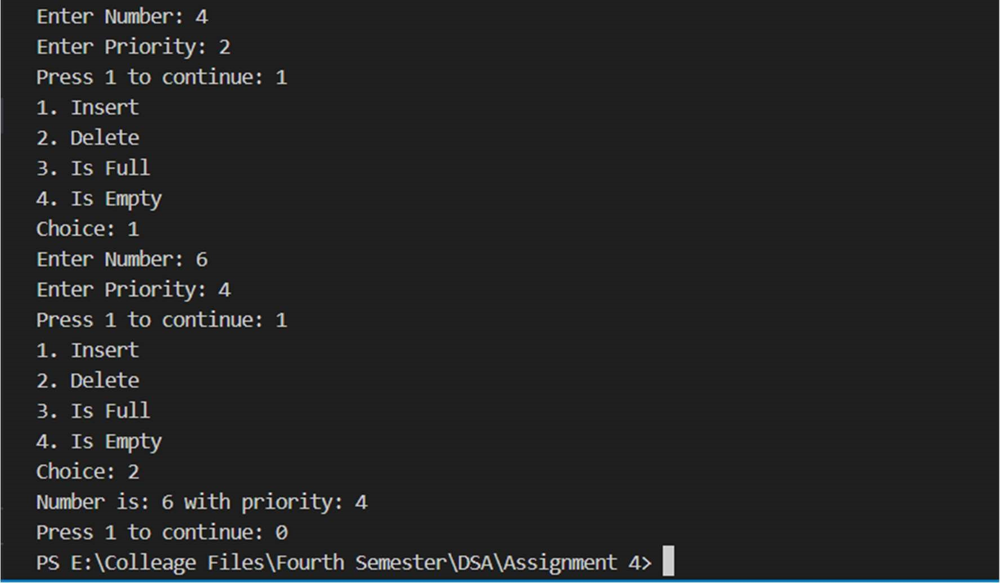 Enter Number: 4
Enter Priority: 2
Press 1 to continue: 1
1. Insert
2. Delete
3. Is Full
4. Is Empty
Choice: 1
Enter Number: 6
Enter Priority: 4
Press 1 to continue: 1
1. Insert
2. Delete
3. Is Full
4. Is Empty
Choice: 2
Number is: 6 with priority: 4
Press 1 to continue: 0
PS E:\Colleage Files\Fourth Semester\DSA\Assignment 4>